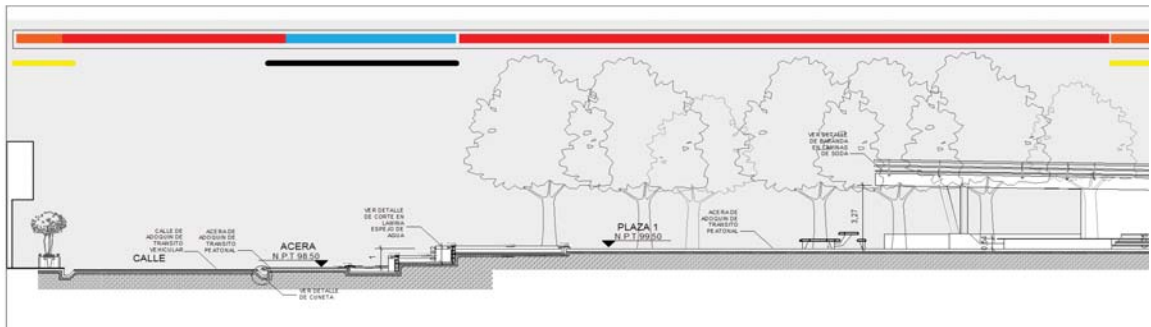 CALLE DE
ADOQUIN DE
TRANSITO
VEHICULAR
CALLE
ACERA DE
ADOQUIN DE
TRANSITO
PEATONAL
ACERA
N.P.T 98.50
VER DETALLE
DE CUNETA
VER DETALLE
DE CORTE EN
LAMINA
ESPEJO DE
AGUA
PLAZA 1
N.P.T.99.50
ACERA DE
ADOQUIN DE
TRANSITO
PEATONAL
VER DETALLE
DE BARANDA
EN LAMINAS
DE SODA
3,27